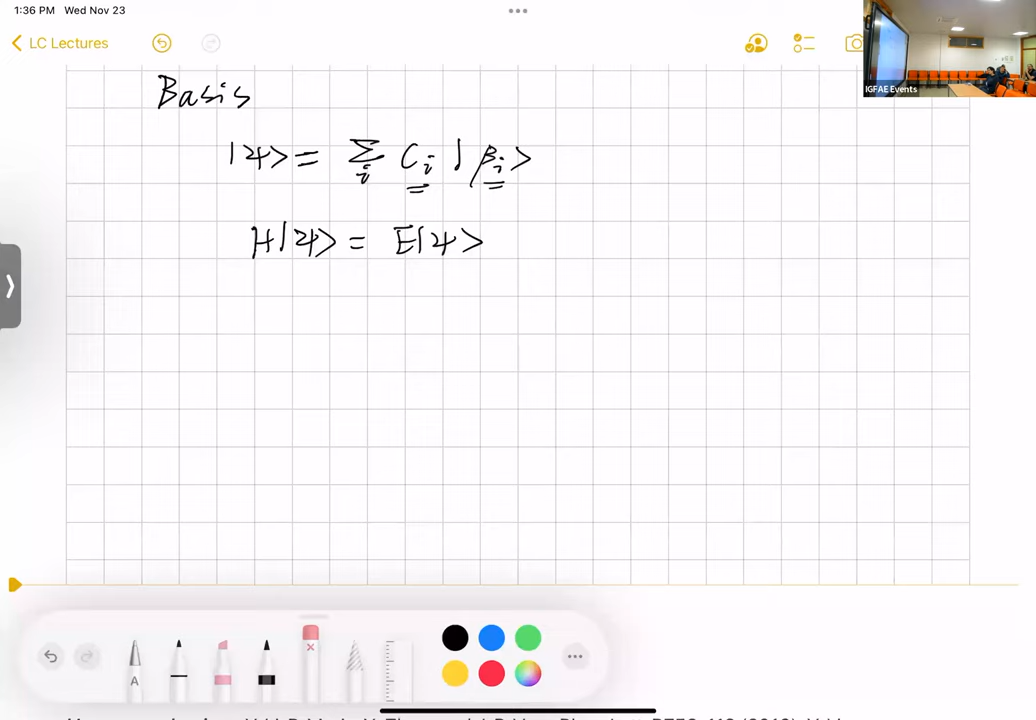 1:36 PM Wed Nov 23
LC Lectures
IGFAE Events
Basis
|ψ> = Σ_i C_i |β_i>
H|ψ> = E|ψ>
A